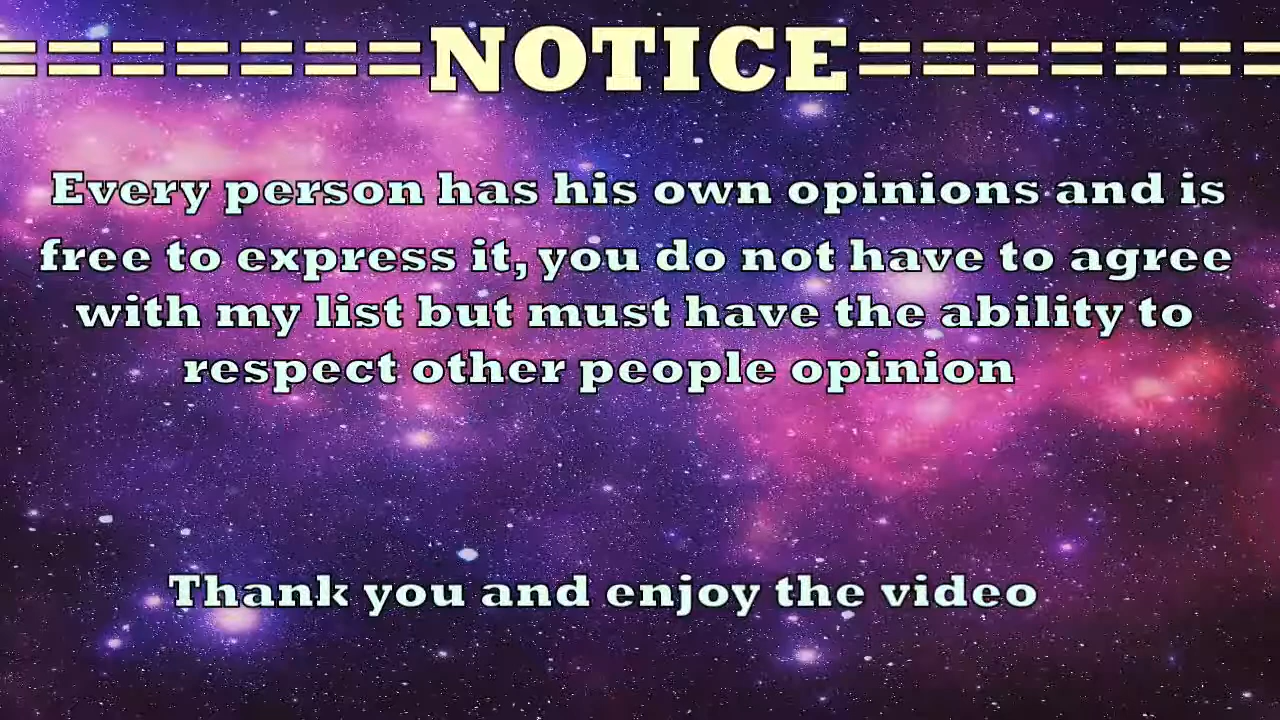 =======NOTICE=======
Every person has his own opinions and is
free to express it, you do not have to agree
with my list but must have the ability to
respect other people opinion
Thank you and enjoy the video